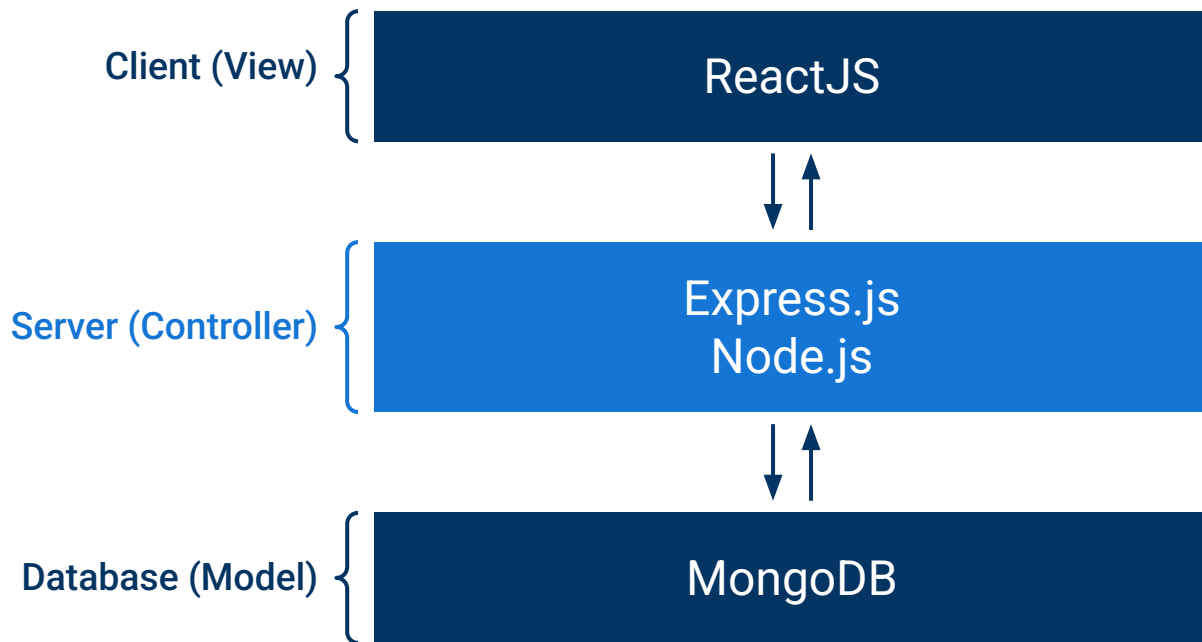 Client (View)
ReactJS
Server (Controller)
Express.js
Node.js
Database (Model)
MongoDB